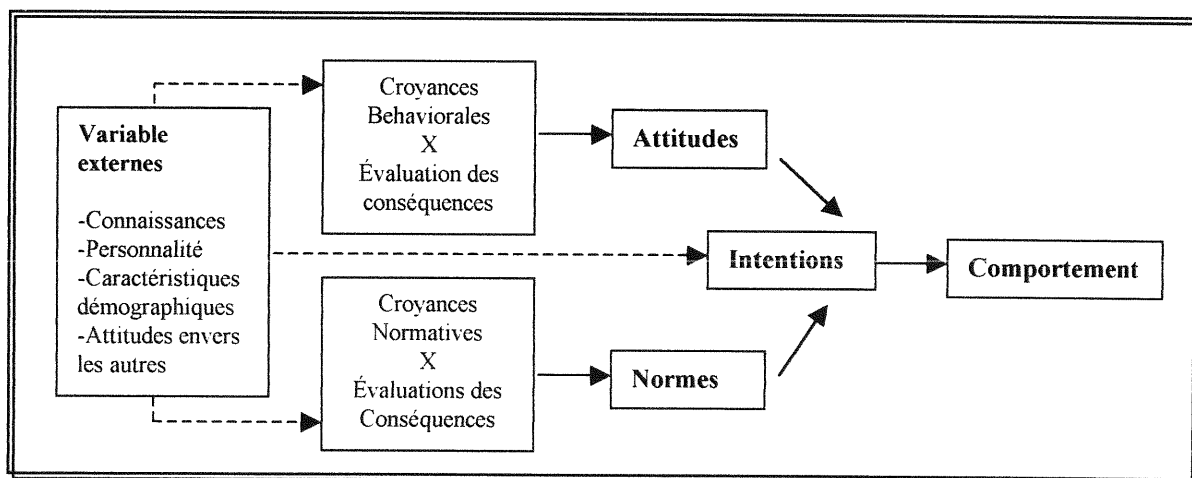 Variable
externes
-Connaissances
-Personnalité
-Caractéristiques
démographiques
-Attitudes envers
les autres
Croyances
Behaviorales
X
Évaluation des
conséquences
Attitudes
Croyances
Normatives
X
Évaluations des
Conséquences
Normes
Intentions
Comportement